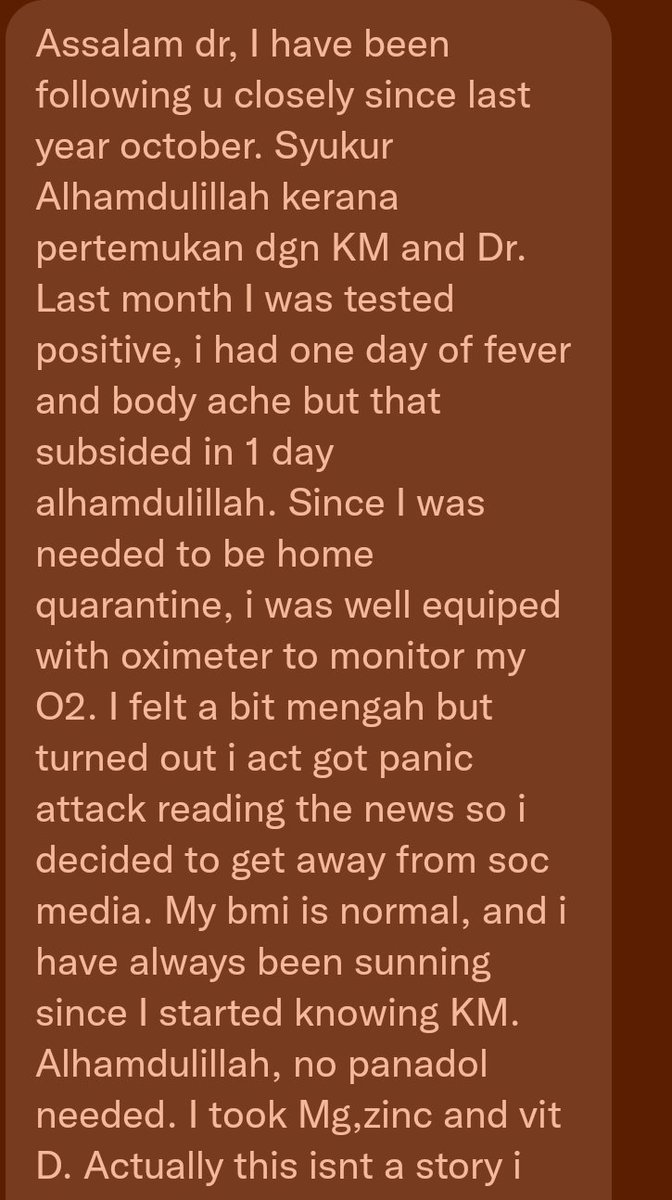 Assalam dr, I have been
following u closely since last
year october. Syukur
Alhamdulillah kerana
pertemukan dgn KM and Dr.
Last month I was tested
positive, i had one day of fever
and body ache but that
subsided in 1 day
alhamdulillah. Since I was
needed to be home
quarantine, i was well equiped
with oximeter to monitor my
O2. I felt a bit mengah but
turned out i act got panic
attack reading the news so i
decided to get away from soc
media. My bmi is normal, and i
have always been sunning
since I started knowing KM.
Alhamdulillah, no panadol
needed. I took Mg,zinc and vit
D. Actually this isnt a story i